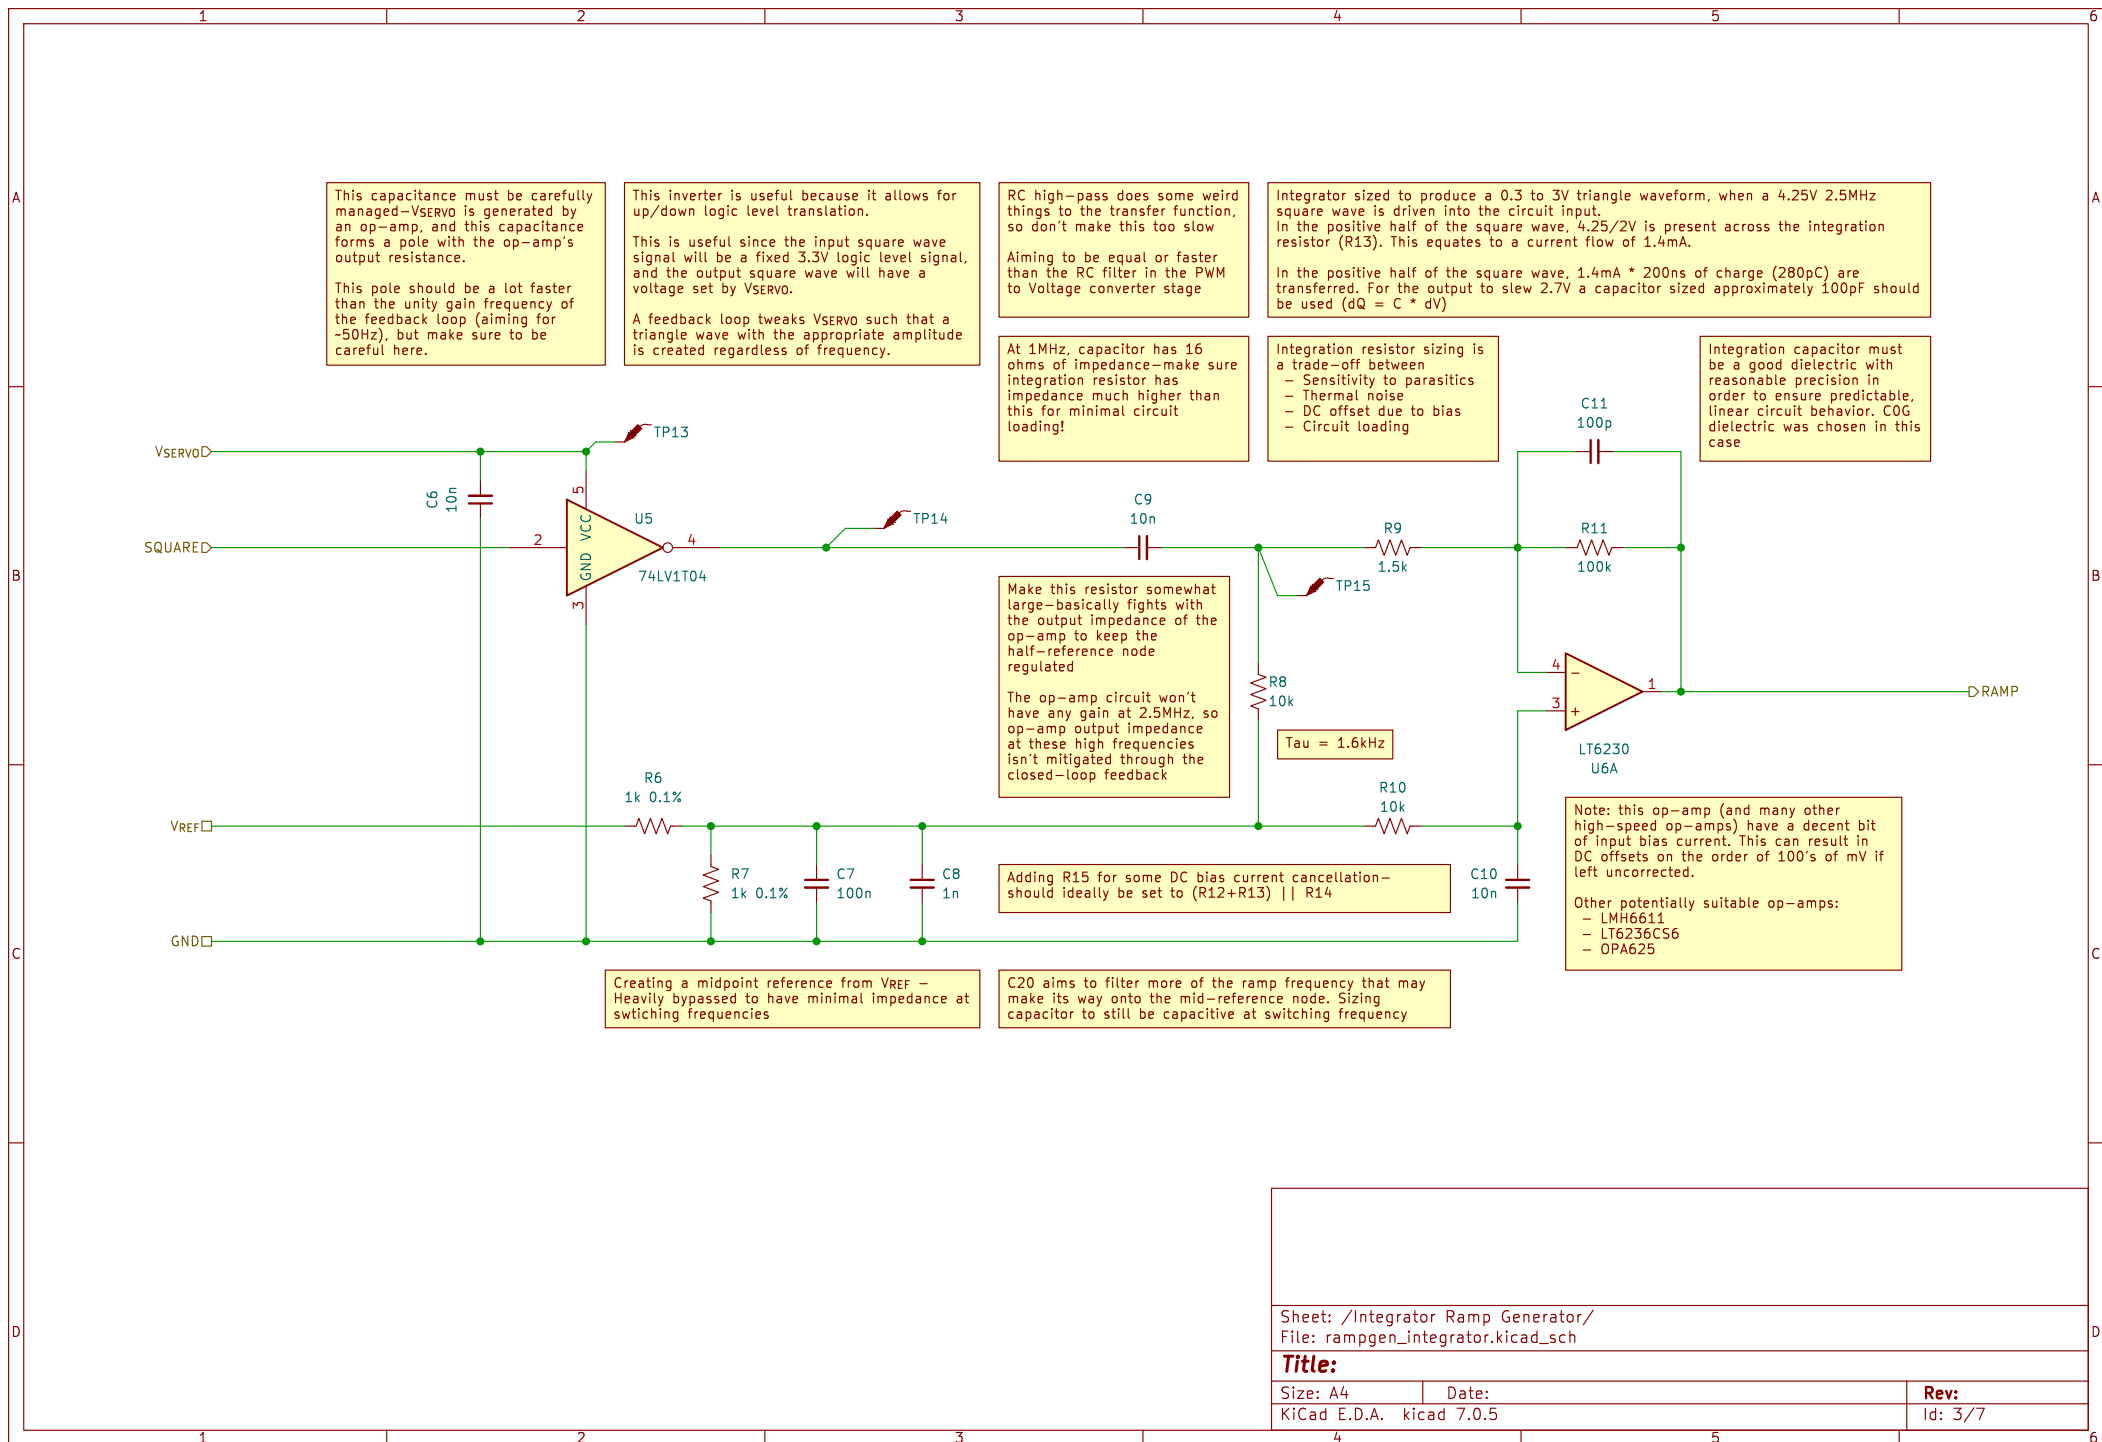 1 2 3 4 5 6
A A
This capacitance must be carefully
managed-VSERVO is generated by
an op-amp, and this capacitance
forms a pole with the op-amp's
output resistance.
This pole should be a lot faster
than the unity gain frequency of
the feedback loop (aiming for
~50Hz), but make sure to be
careful here.
This inverter is useful because it allows for
up/down logic level translation.
This is useful since the input square wave
signal will be a fixed 3.3V logic level signal,
and the output square wave will have a
voltage set by VSERVO.
A feedback loop tweaks VSERVO such that a
triangle wave with the appropriate amplitude
is created regardless of frequency.
RC high-pass does some weird
things to the transfer function,
so don't make this too slow
Aiming to be equal or faster
than the RC filter in the PWM
to Voltage converter stage
Integrator sized to produce a 0.3 to 3V triangle waveform, when a 4.25V 2.5MHz
square wave is driven into the circuit input.
In the positive half of the square wave, 4.25/2V is present across the integration
resistor (R13). This equates to a current flow of 1.4mA.
In the positive half of the square wave, 1.4mA * 200ns of charge (280pC) are
transferred. For the output to slew 2.7V a capacitor sized approximately 100pF should
be used (dQ = C * dV)
At 1MHz, capacitor has 16
ohms of impedance-make sure
integration resistor has
impedance much higher than
this for minimal circuit
loading!
Integration resistor sizing is
a trade-off between
- Sensitivity to parasitics
- Thermal noise
- DC offset due to bias
- Circuit loading
Integration capacitor must
be a good dielectric with
reasonable precision in
order to ensure predictable,
linear circuit behavior. C0G
dielectric was chosen in this
case
C11
100p
TP13
VSERVO
C6
10n
5
VCC
GND
3
U5
2
4
74LV1T04
SQUARE
TP14
C9
10n
R9
1.5k
R11
100k
B B
TP15
Make this resistor somewhat
large-basically fights with
the output impedance of the
op-amp to keep the
half-reference node
regulated
The op-amp circuit won't
have any gain at 2.5MHz, so
op-amp output impedance
at these high frequencies
isn't mitigated through the
closed-loop feedback
R8
10k
Tau = 1.6kHz
4
-
3
+
1
RAMP
LT6230
U6A
R6
1k 0.1%
VREF
R10
10k
Note: this op-amp (and many other
high-speed op-amps) have a decent bit
of input bias current. This can result in
DC offsets on the order of 100's of mV if
left uncorrected.
Other potentially suitable op-amps:
- LMH6611
- LT6236CS6
- OPA625
R7
1k 0.1%
C7
100n
C8
1n
Adding R15 for some DC bias current cancellation-
should ideally be set to (R12+R13) || R14
C10
10n
GND
C C
Creating a midpoint reference from VREF -
Heavily bypassed to have minimal impedance at
swtiching frequencies
C20 aims to filter more of the ramp frequency that may
make its way onto the mid-reference node. Sizing
capacitor to still be capacitive at switching frequency
D D
Sheet: /Integrator Ramp Generator/
File: rampgen_integrator.kicad_sch
Title:
Size: A4 Date: Rev:
KiCad E.D.A. kicad 7.0.5 Id: 3/7
1 2 3 4 5 6